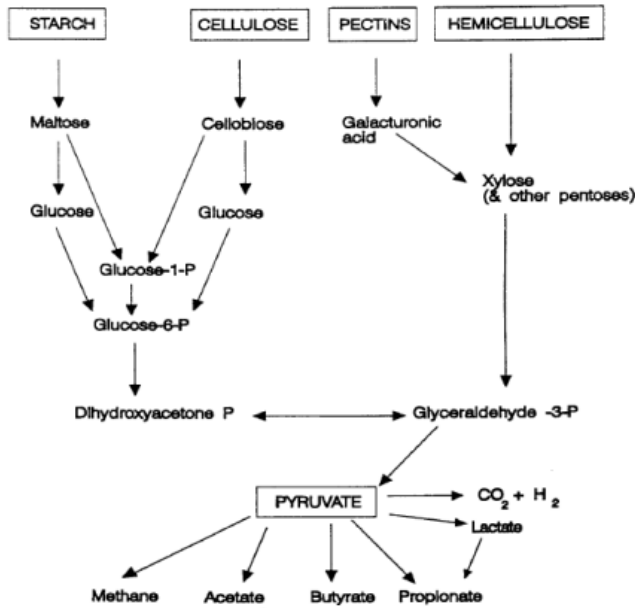 STARCH CELLULOSE PECTINS HEMICELLULOSE
Maltose Cellobiose Galacturonic
acid
Xylose
(& other pentoses)
Glucose Glucose
Glucose-1-P
Glucose-6-P
Dihydroxyacetone P Glyceraldehyde -3-P
PYRUVATE CO2 + H2
Lactate
Methane Acetate Butyrate Propionate